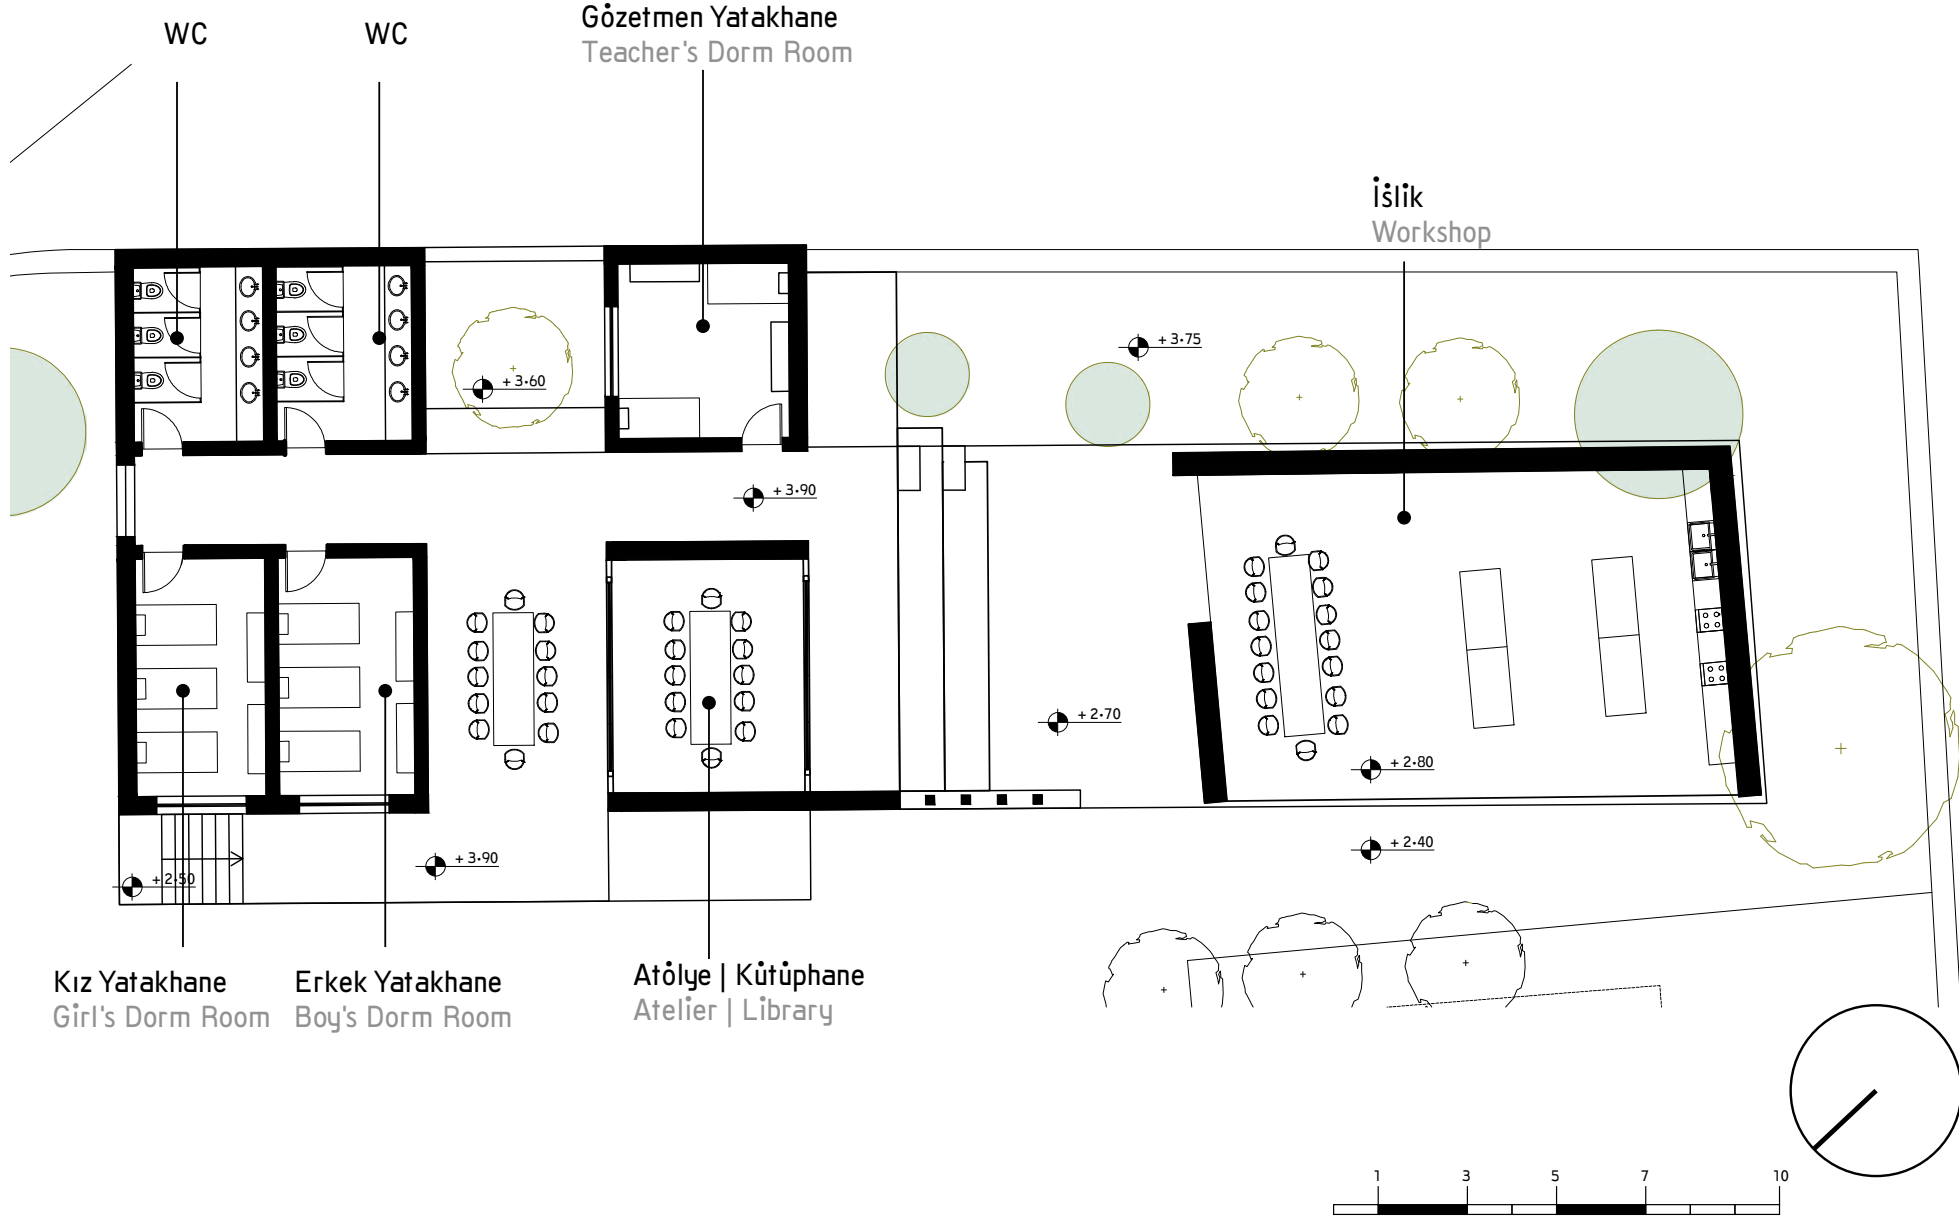 WC
WC
Gözetmen Yatakhane
Teacher's Dorm Room
İşlik
Workshop
+ 3.75
+ 3.60
+ 3.90
+ 2.70
+ 2.80
+ 2.40
+ 3.90
+ 2.50
Kız Yatakhane
Girl's Dorm Room
Erkek Yatakhane
Boy's Dorm Room
Atölye | Kütüphane
Atelier | Library
1 3 5 7 10